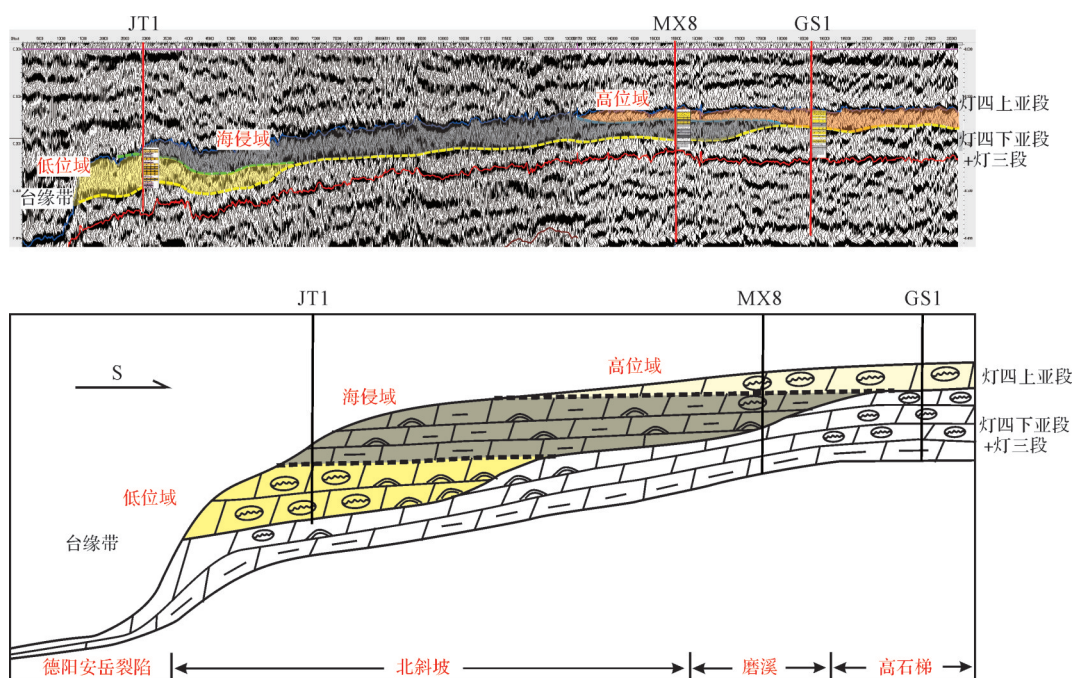 JT1
MX8
GS1
高位域
灯四上亚段
海侵域
灯四下亚段
+灯三段
低位域
台缘带
JT1
MX8
GS1
S
高位域
灯四上亚段
海侵域
灯四下亚段
+灯三段
低位域
台缘带
德阳安岳裂陷
北斜坡
磨溪
高石梯